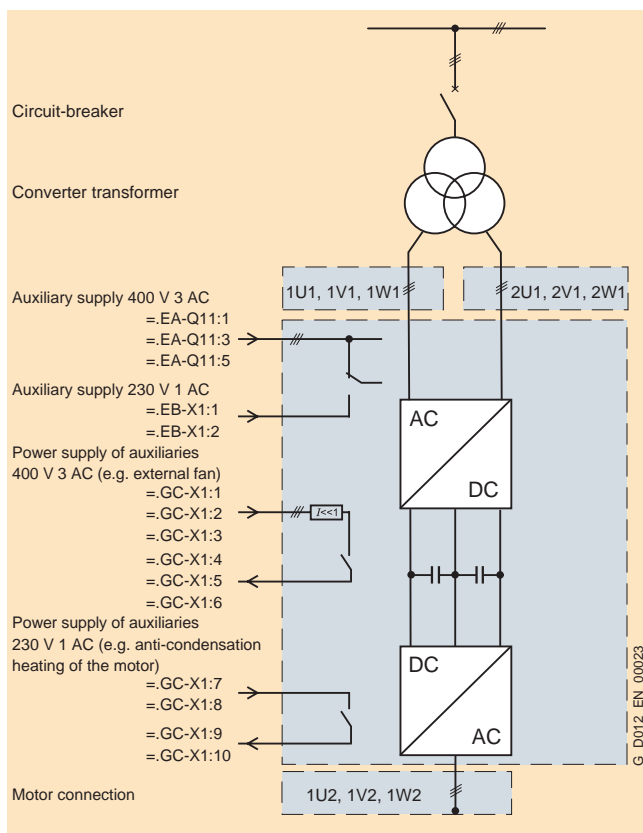 Circuit-breaker
Converter transformer
1U1, 1V1, 1W1
2U1, 2V1, 2W1
Auxiliary supply 400 V 3 AC
=.EA-Q11:1
=.EA-Q11:3
=.EA-Q11:5
Auxiliary supply 230 V 1 AC
=.EB-X1:1
=.EB-X1:2
AC
DC
Power supply of auxiliaries
400 V 3 AC (e.g. external fan)
=.GC-X1:1
=.GC-X1:2
=.GC-X1:3
I<<1
=.GC-X1:4
=.GC-X1:5
=.GC-X1:6
Power supply of auxiliaries
230 V 1 AC (e.g. anti-condensation
heating of the motor)
=.GC-X1:7
=.GC-X1:8
=.GC-X1:9
=.GC-X1:10
DC
AC
Motor connection
1U2, 1V2, 1W2
G_D012_EN_00023